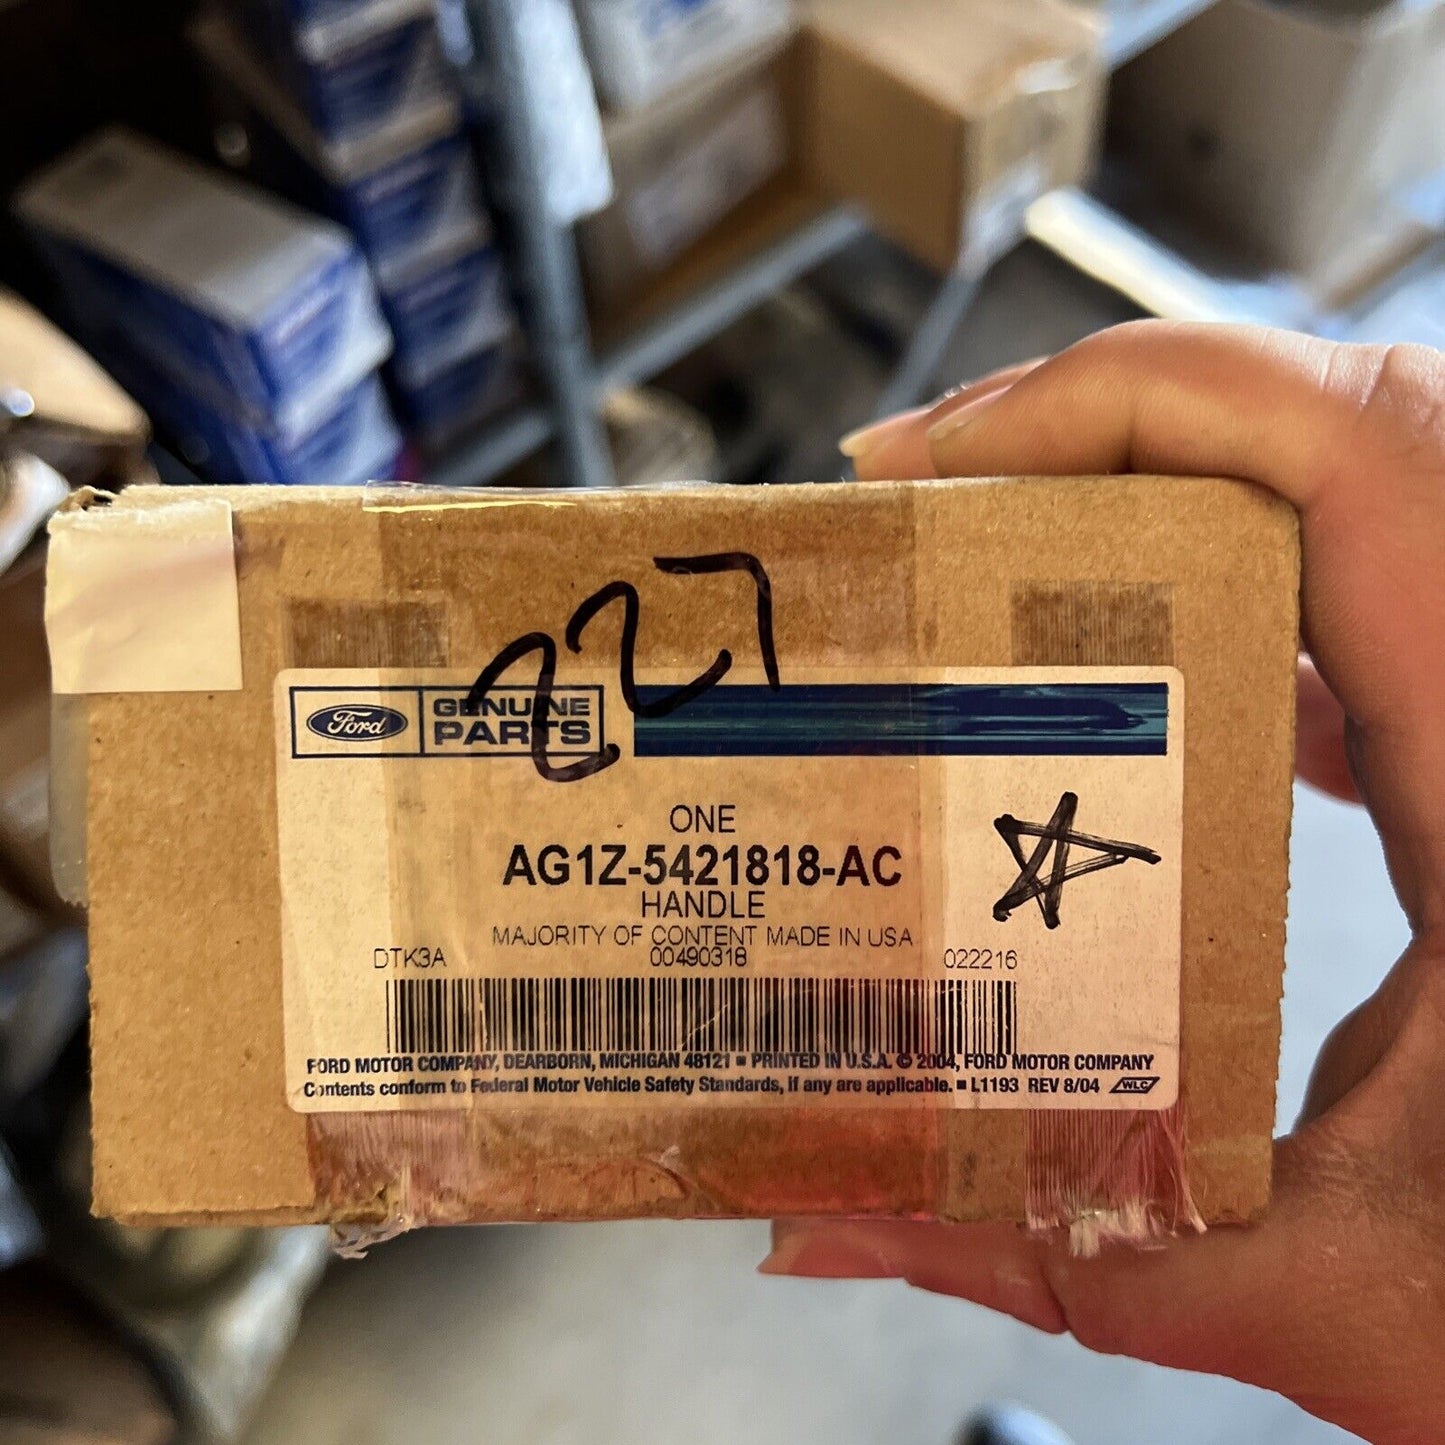 227
Ford
GENUINE
PARTS
ONE
AG1Z-5421818-AC
HANDLE
MAJORITY OF CONTENT MADE IN USA
DTK3A 00490318 022216
FORD MOTOR COMPANY, DEARBORN, MICHIGAN 48121 ■ PRINTED IN U.S.A. © 2004, FORD MOTOR COMPANY
Contents conform to Federal Motor Vehicle Safety Standards, if any are applicable. ■ L1193 REV 8/04 WLC